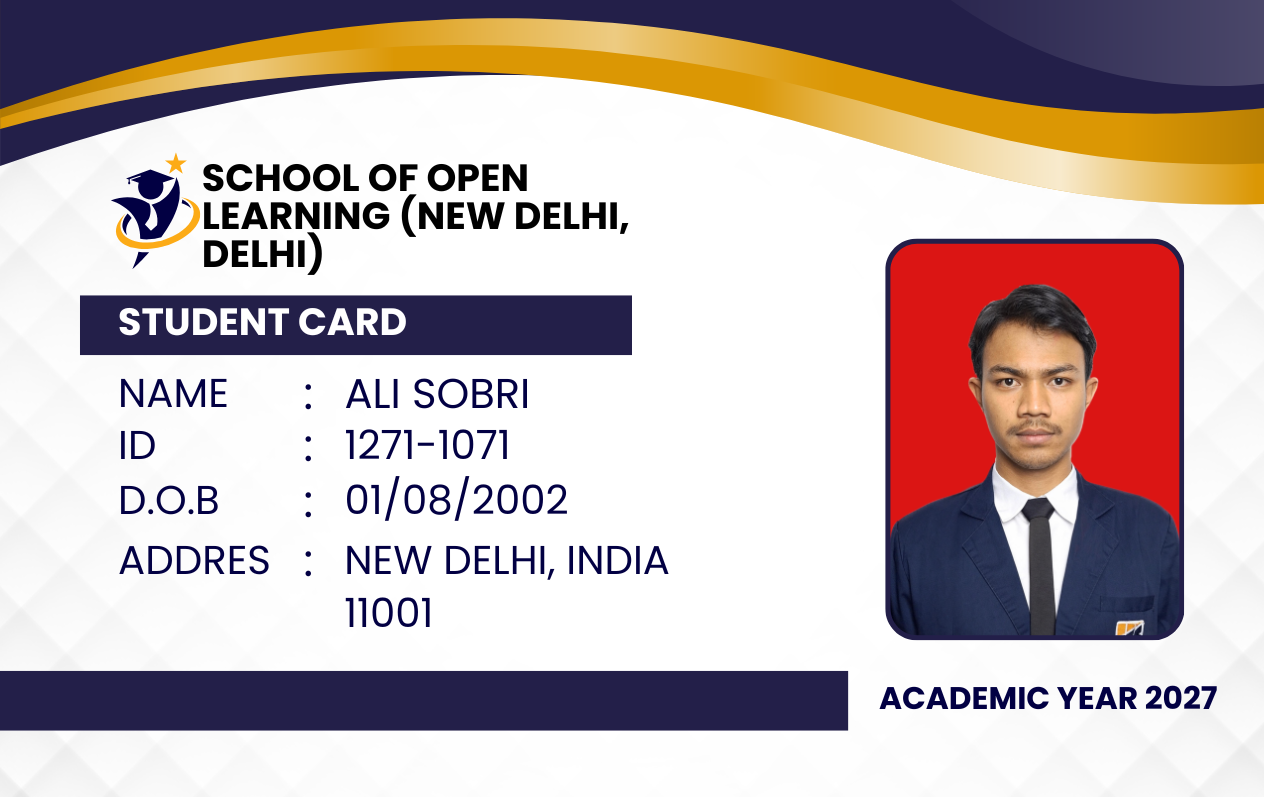 SCHOOL OF OPEN
LEARNING (NEW DELHI,
DELHI)
STUDENT CARD
NAME : ALI SOBRI
ID : 1271-1071
D.O.B : 01/08/2002
ADDRES : NEW DELHI, INDIA
11001
ACADEMIC YEAR 2027